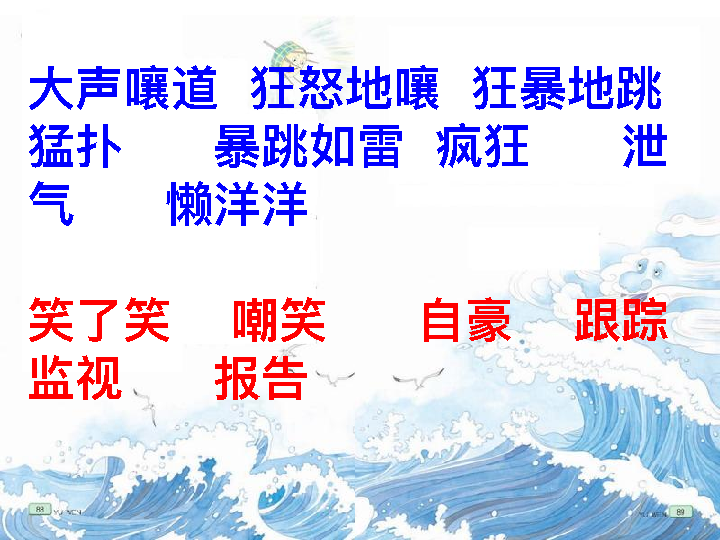 大声嚷道 狂怒地嚷 狂暴地跳
猛扑 暴跳如雷 疯狂 泄
气 懒洋洋
笑了笑 嘲笑 自豪 跟踪
监视 报告
88
89